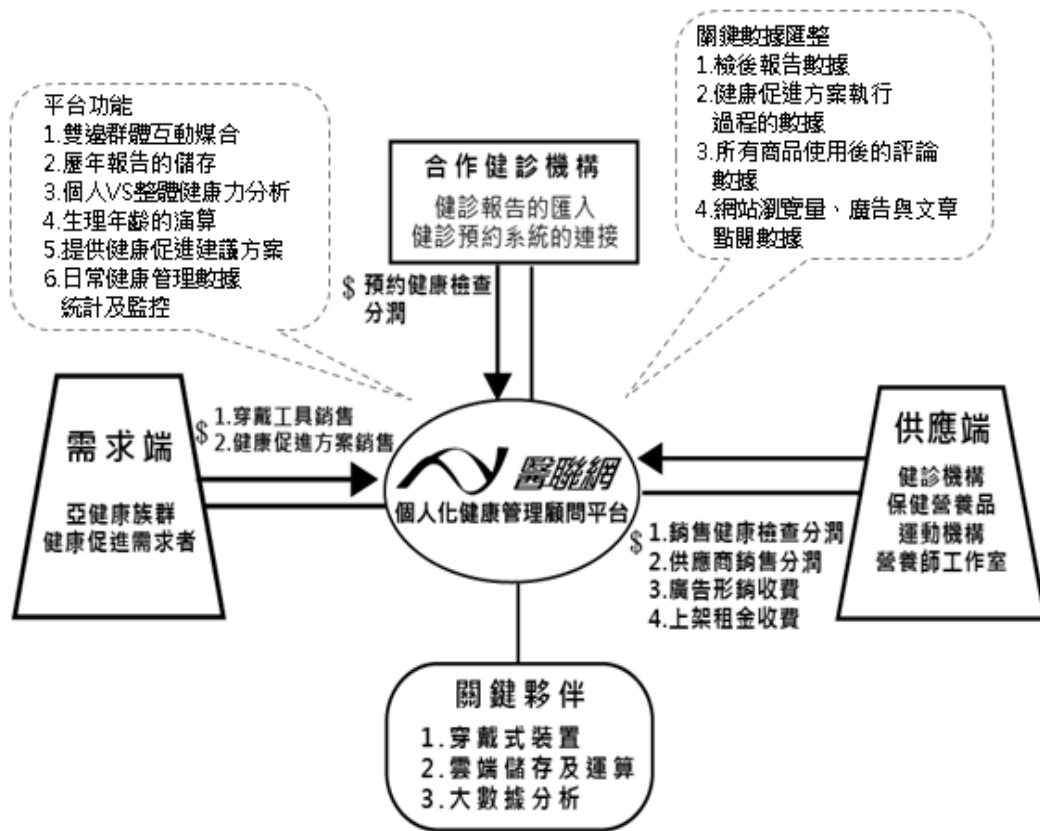 關鍵數據匯整
1.檢後報告數據
2.健康促進方案執行
過程的數據
3.所有商品使用後的評論
數據
4.網站瀏覽量、廣告與文章
點閱數據
平台功能
1.雙邊群體互動媒合
2.歷年報告的儲存
3.個人VS整體健康力分析
4.生理年齡的演算
5.提供健康促進建議方案
6.日常健康管理數據
統計及監控
合作健診機構
健診報告的匯入
健診預約系統的連接
$ 預約健康檢查
分潤
需求端
亞健康族群
健康促進需求者
$ 1.穿戴工具銷售
2.健康促進方案銷售
醫聯網
個人化健康管理顧問平台
供應端
健診機構
保健營養品
運動機構
營養師工作室
$ 1.銷售健康檢查分潤
2.供應商銷售分潤
3.廣告形銷收費
4.上架租金收費
關鍵夥伴
1.穿戴式裝置
2.雲端儲存及運算
3.大數據分析